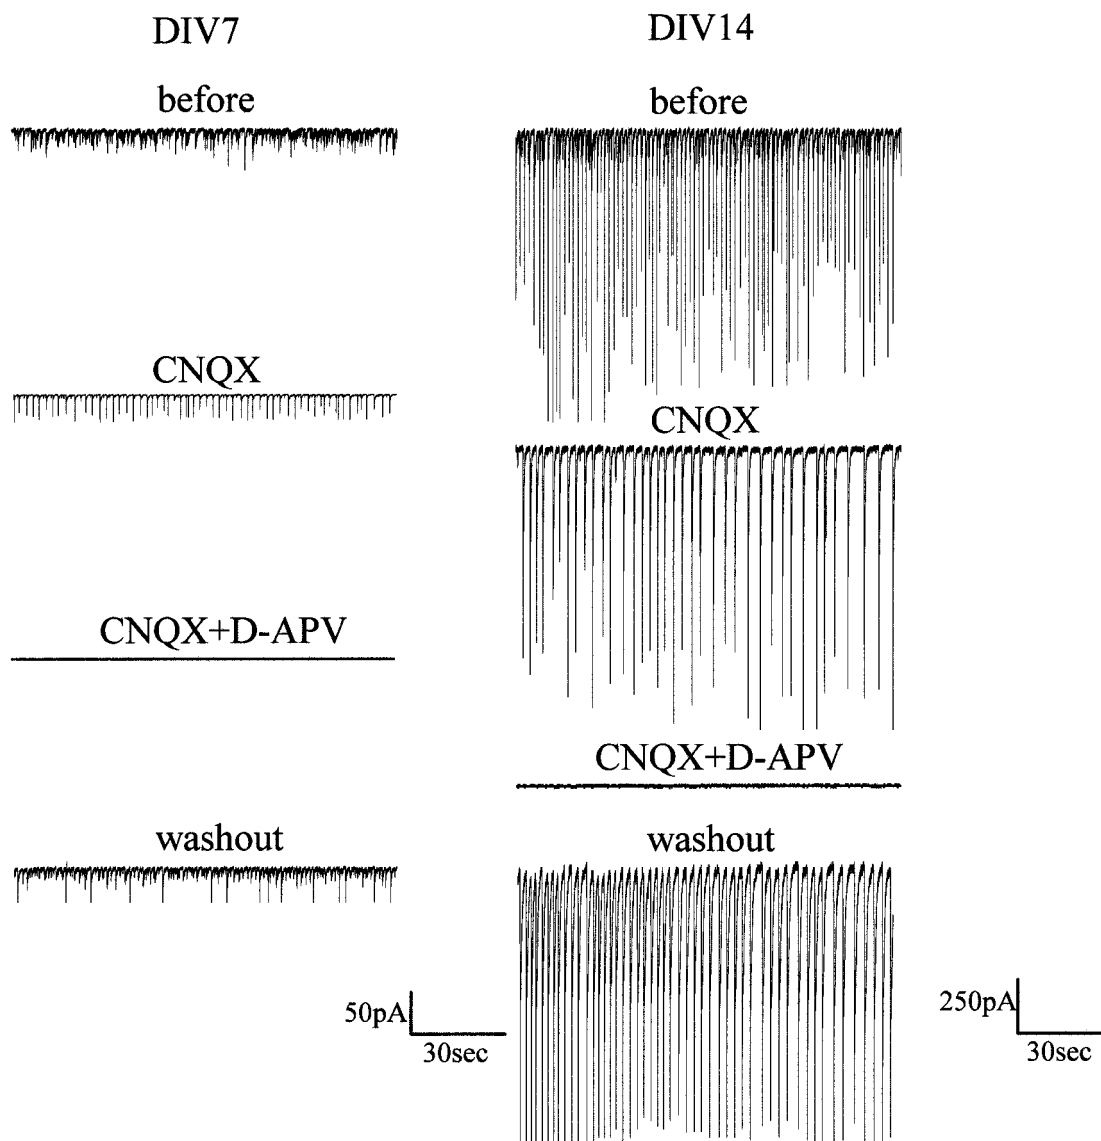 DIV7
before
CNQX
CNQX+D-APV
washout
50pA
30sec
DIV14
before
CNQX
CNQX+D-APV
washout
250pA
30sec